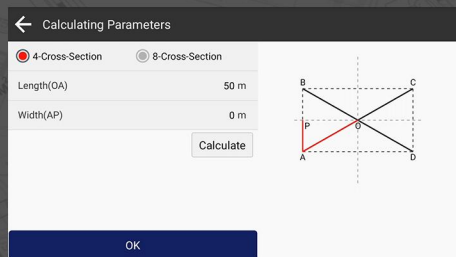 Calculating Parameters
4-Cross-Section 8-Cross-Section
Length(OA) 50 m
Width(AP) 0 m
Calculate
OK
B C
P O
A D